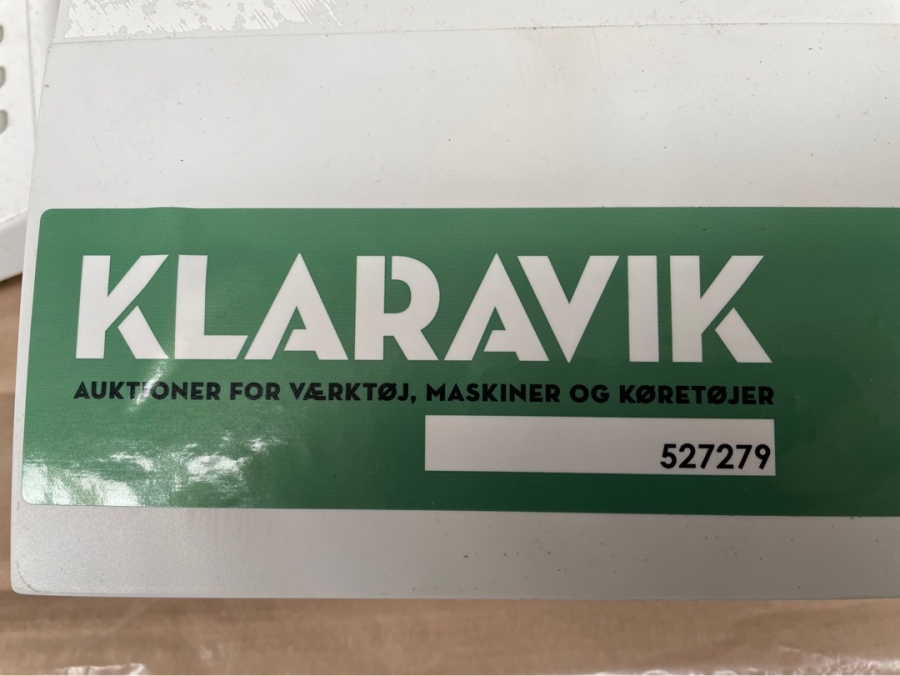 KLARAVIK
AUKTIONER FOR VÆRKTØJ, MASKINER OG KØRETØJER
527279